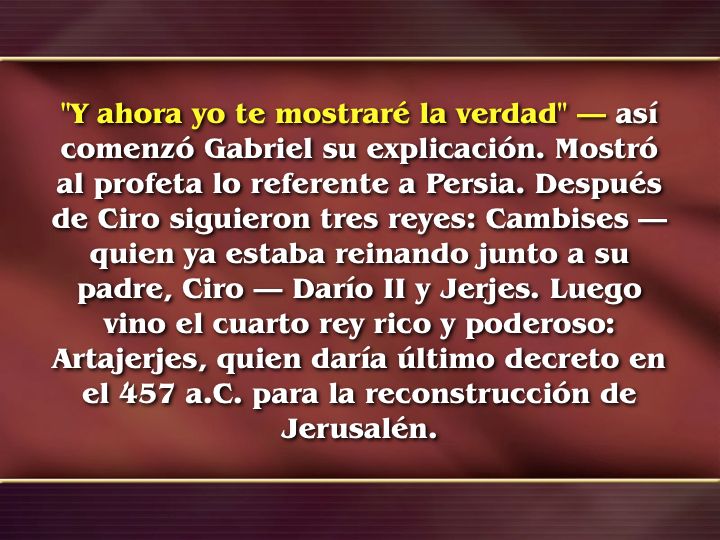 "Y ahora yo te mostraré la verdad" — así
comenzó Gabriel su explicación. Mostró
al profeta lo referente a Persia. Después
de Ciro siguieron tres reyes: Cambises —
quien ya estaba reinando junto a su
padre, Ciro — Darío II y Jerjes. Luego
vino el cuarto rey rico y poderoso:
Artajerjes, quien daría último decreto en
el 457 a.C. para la reconstrucción de
Jerusalén.